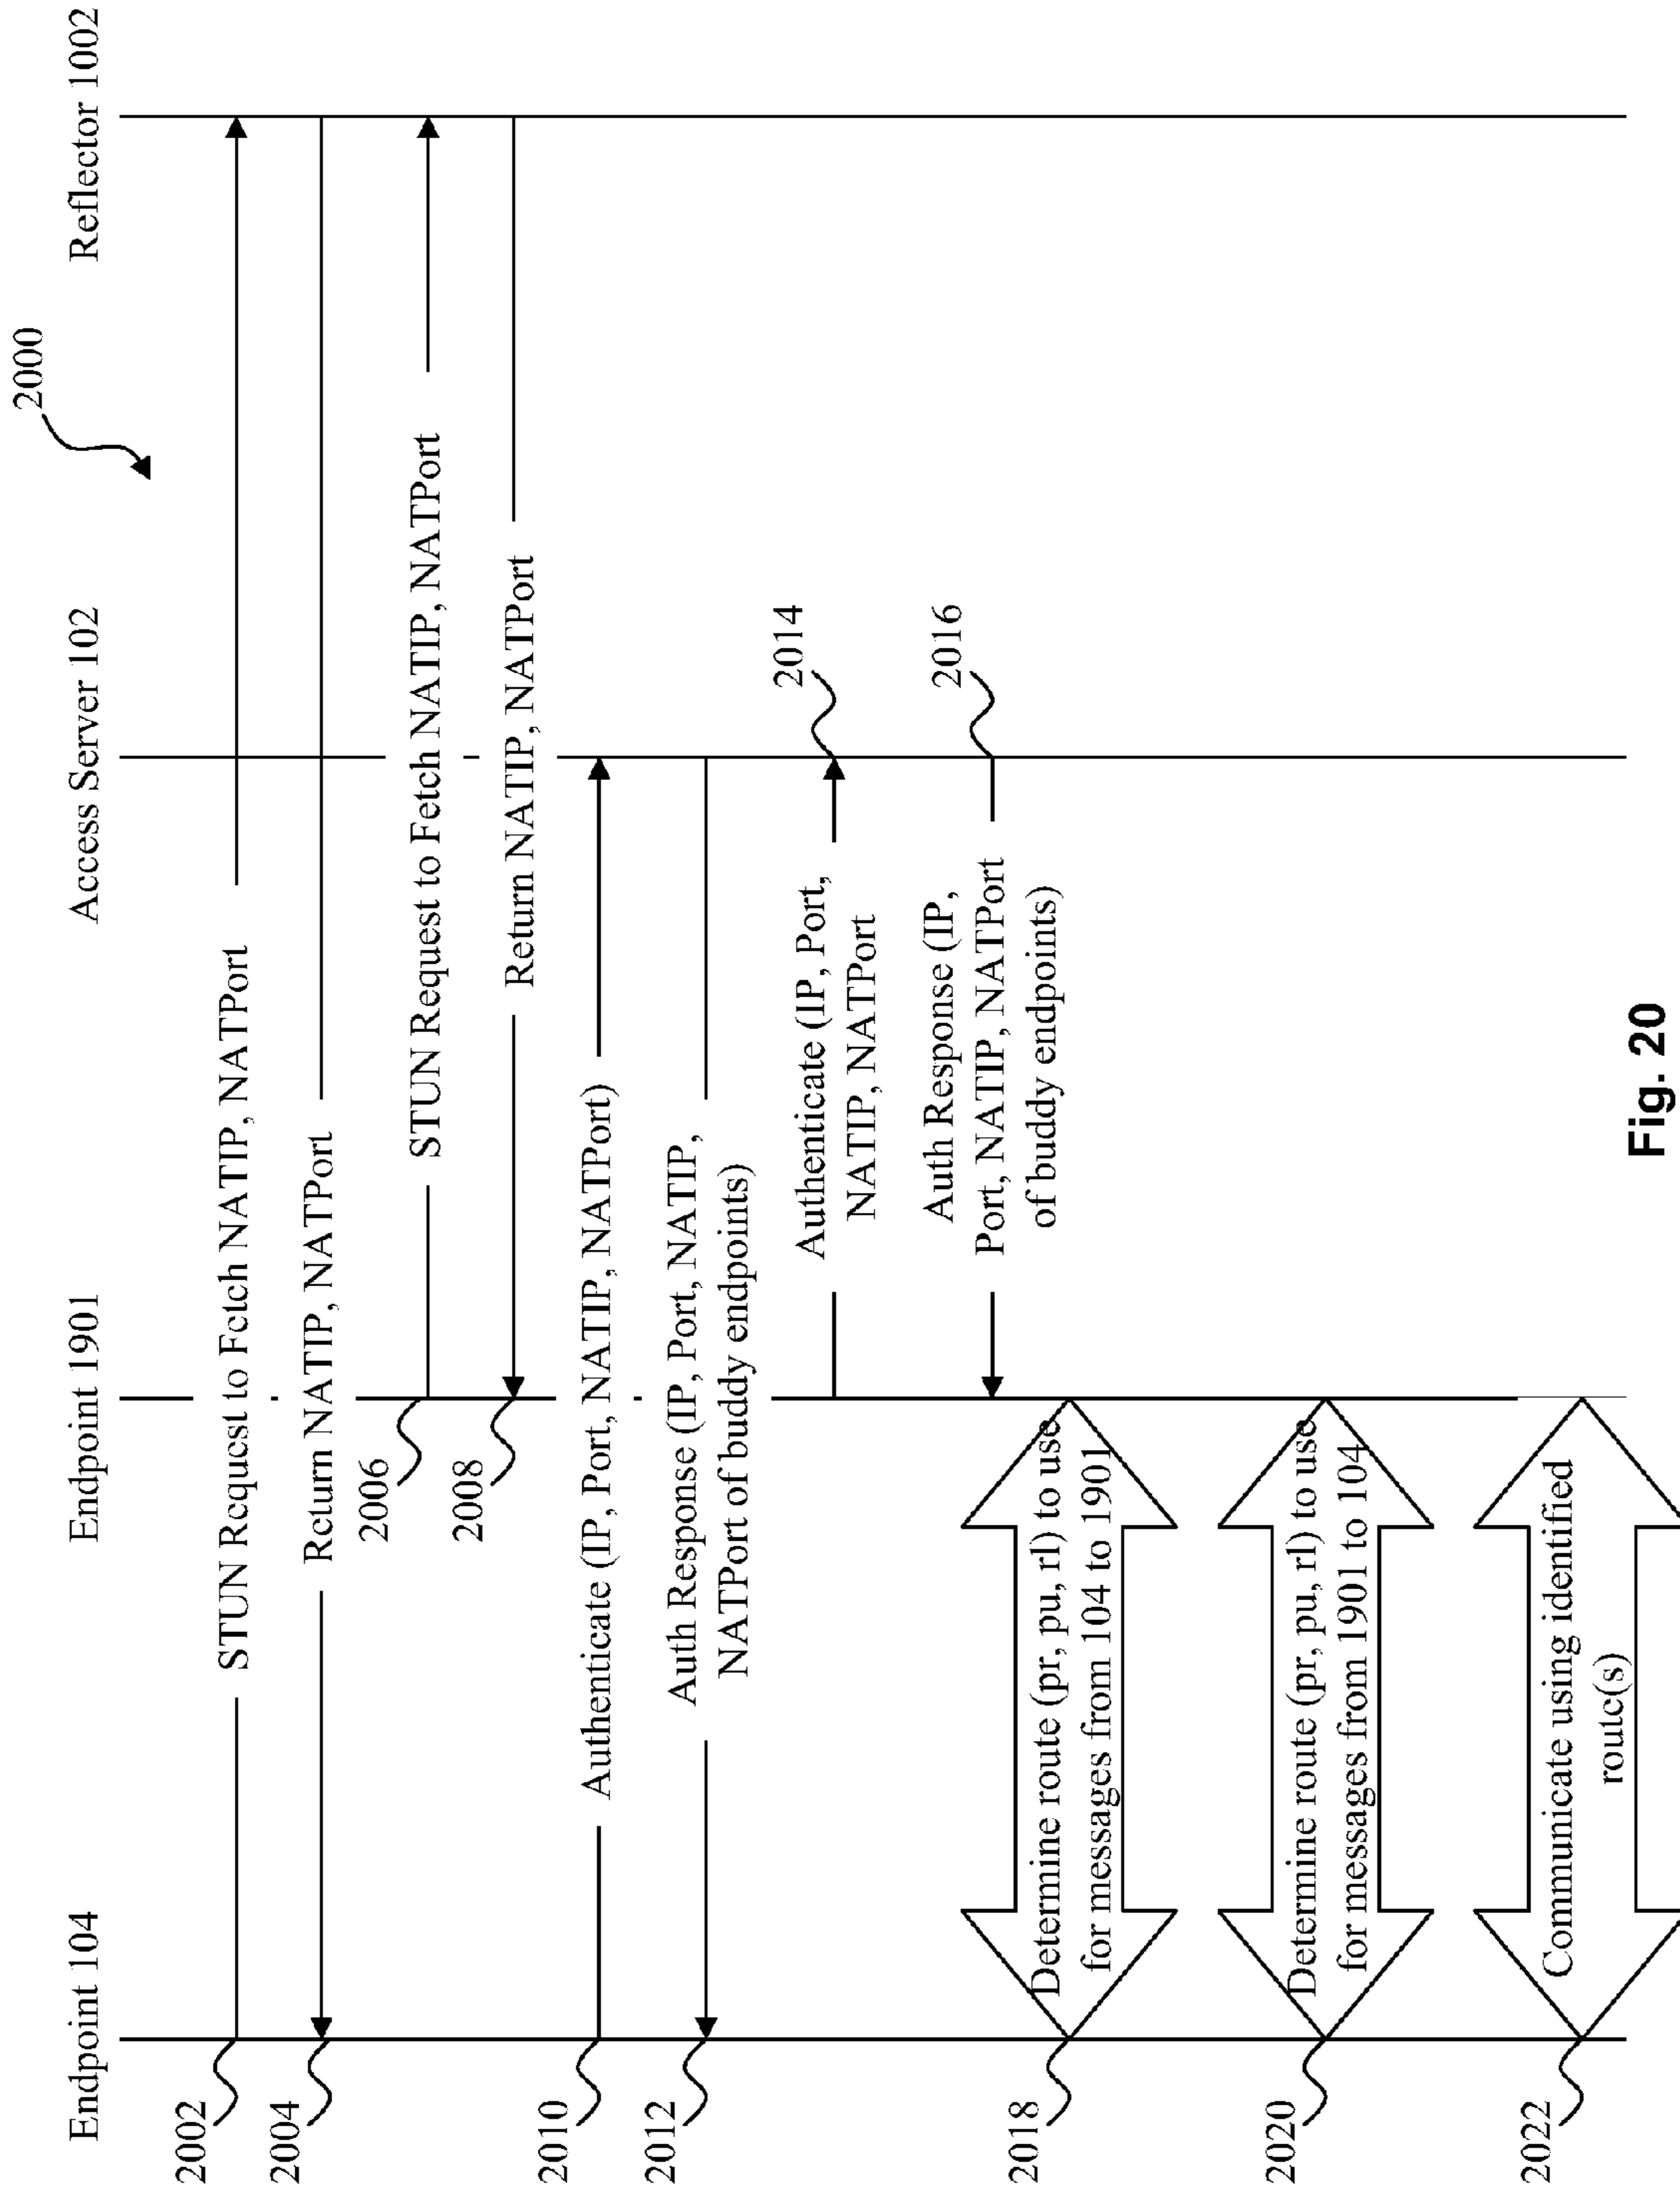 2000
Endpoint 104
Endpoint 1901
Access Server 102
Reflector 1002
2002
STUN Request to Fetch NATIP, NATPort
2004
Return NATIP, NATPort
2006
STUN Request to Fetch NATIP, NATPort
2008
Return NATIP, NATPort
2010
Authenticate (IP, Port, NATIP, NATPort)
2012
Auth Response (IP, Port, NATIP,
NATPort of buddy endpoints)
2014
Authenticate (IP, Port,
NATIP, NATPort
2016
Auth Response (IP,
Port, NATIP, NATPort
of buddy endpoints)
2018
Determine route (pr, pu, rl) to use
for messages from 104 to 1901
2020
Determine route (pr, pu, rl) to use
for messages from 1901 to 104
2022
Communicate using identified
route(s)
Fig. 20